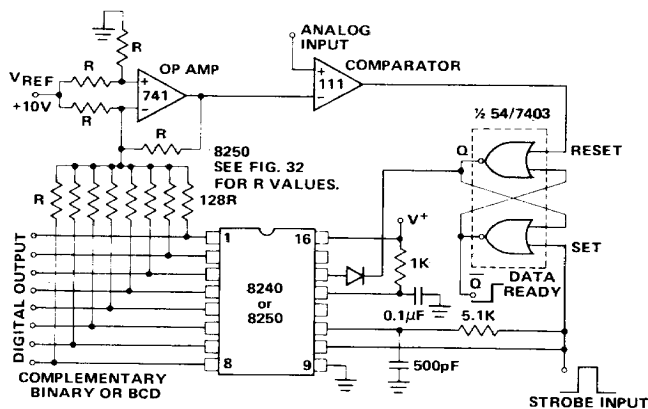 ANALOG
INPUT
R
OP AMP
COMPARATOR
VREF
R
+
741
−
+
111
−
+10V
R
½ 54/7403
R
Q
RESET
8250
SEE FIG. 32
FOR R VALUES.
R
128R
V+
SET
1
16
1K
Q
DATA
READY
DIGITAL OUTPUT
8240
or
8250
0.1μF
5.1K
8
9
500pF
COMPLEMENTARY
BINARY OR BCD
STROBE INPUT